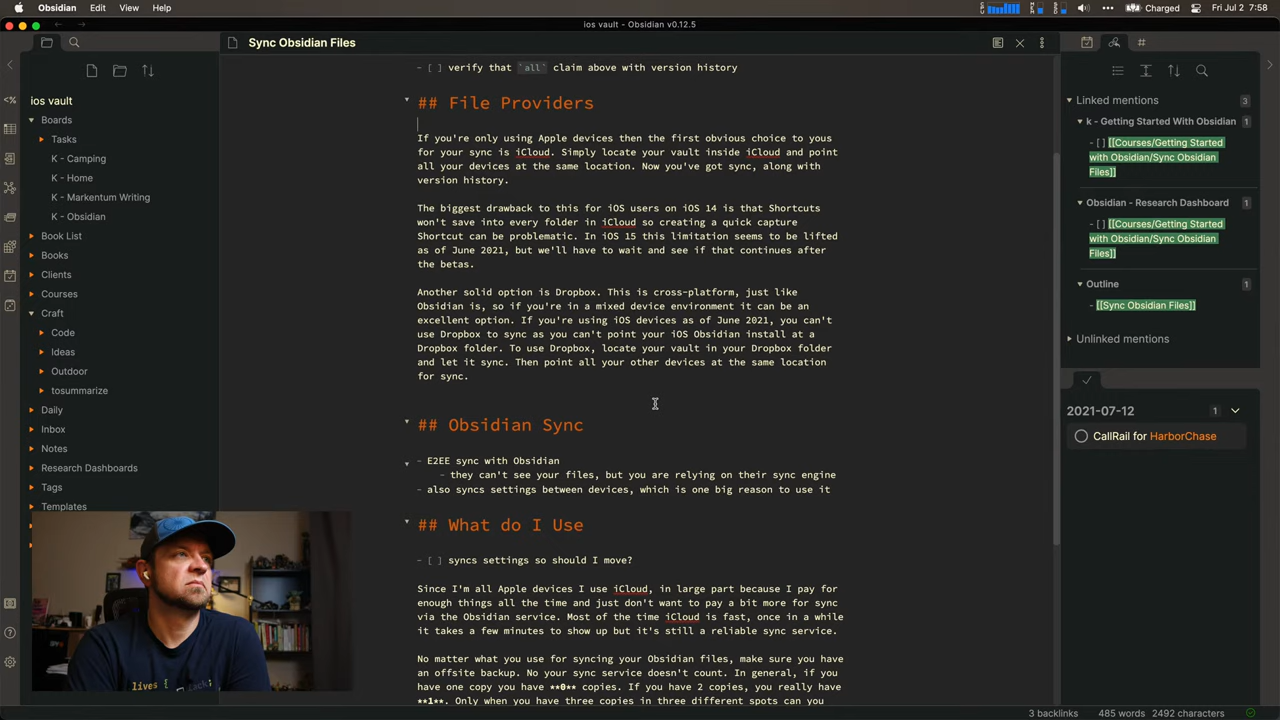 Obsidian Edit View Help Charged Fri Jul 2 7:58
ios vault - Obsidian v0.12.5
Sync Obsidian Files
ios vault
Boards
Tasks
K - Camping
K - Home
K - Markentum Writing
K - Obsidian
Book List
Books
Clients
Courses
Craft
Code
Ideas
Outdoor
tosummarize
Daily
Inbox
Notes
Research Dashboards
Tags
Templates
- [ ] verify that `all` claim above with version history
## File Providers
If you're only using Apple devices then the first obvious choice to yous
for your sync is iCloud. Simply locate your vault inside iCloud and point
all your devices at the same location. Now you've got sync, along with
version history.
The biggest drawback to this for iOS users on iOS 14 is that Shortcuts
won't save into every folder in iCloud so creating a quick capture
Shortcut can be problematic. In iOS 15 this limitation seems to be lifted
as of June 2021, but we'll have to wait and see if that continues after
the betas.
Another solid option is Dropbox. This is cross-platform, just like
Obsidian is, so if you're in a mixed device environment it can be an
excellent option. If you're using iOS devices as of June 2021, you can't
use Dropbox to sync as you can't point your iOS Obsidian install at a
Dropbox folder. To use Dropbox, locate your vault in your Dropbox folder
and let it sync. Then point all your other devices at the same location
for sync.
## Obsidian Sync
- E2EE sync with Obsidian
- they can't see your files, but you are relying on their sync engine
- also syncs settings between devices, which is one big reason to use it
## What do I Use
- [ ] syncs settings so should I move?
Since I'm all Apple devices I use iCloud, in large part because I pay for
enough things all the time and just don't want to pay a bit more for sync
via the Obsidian service. Most of the time iCloud is fast, once in a while
it takes a few minutes to show up but it's still a reliable sync service.
No matter what you use for syncing your Obsidian files, make sure you have
an offsite backup. No your sync service doesn't count. In general, if you
have one copy you have **0** copies. If you have 2 copies, you really have
**1**. Only when you have three copies in three different spots can you
Linked mentions 3
k - Getting Started With Obsidian 1
- [ ] [[Courses/Getting Started
with Obsidian/Sync Obsidian
Files]]
Obsidian - Research Dashboard 1
- [ ] [[Courses/Getting Started
with Obsidian/Sync Obsidian
Files]]
Outline 1
- [[Sync Obsidian Files]]
Unlinked mentions
2021-07-12 1
CallRail for HarborChase
lives {
3 backlinks 485 words 2492 characters